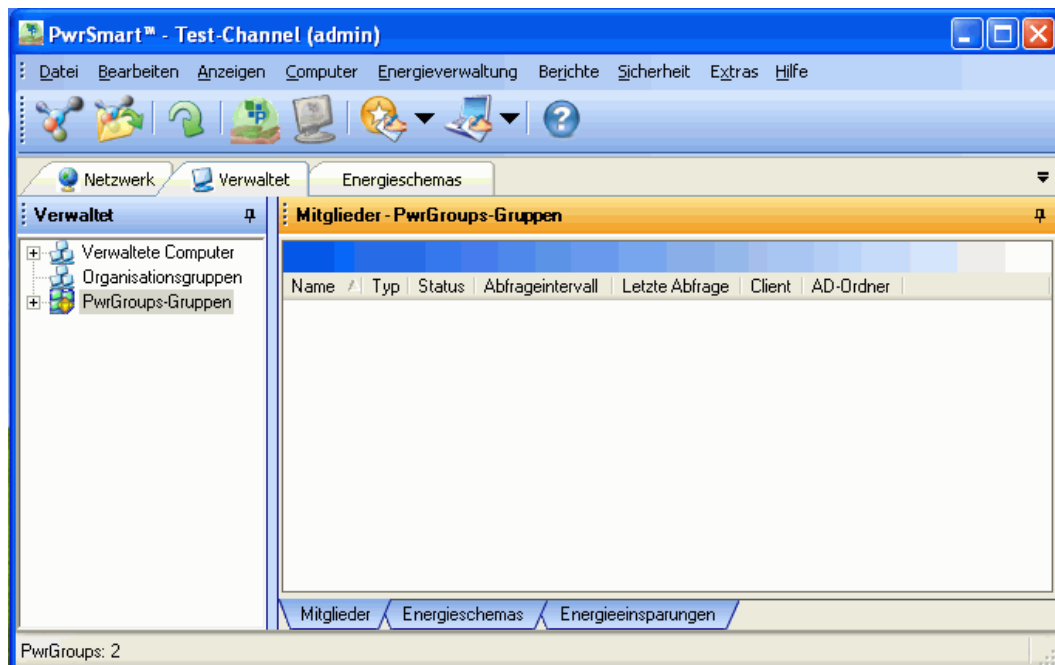 PwrSmart™ - Test-Channel (admin)
Datei Bearbeiten Anzeigen Computer Energieverwaltung Berichte Sicherheit Extras Hilfe
Netzwerk Verwaltet Energieschemas
Verwaltet
Verwaltete Computer
Organisationsgruppen
PwrGroups-Gruppen
Mitglieder - PwrGroups-Gruppen
Name Typ Status Abfrageintervall Letzte Abfrage Client AD-Ordner
Mitglieder Energieschemas Energieeinsparungen
PwrGroups: 2